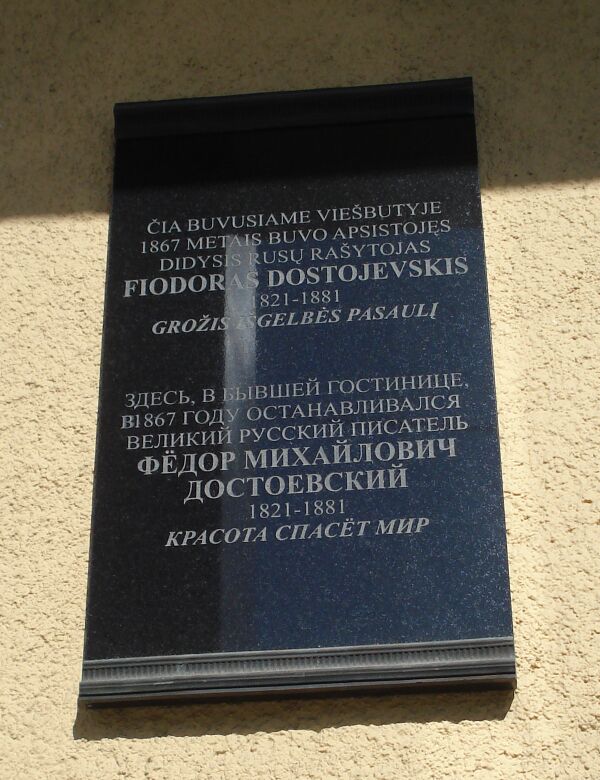 ČIA BUVUSIAME VIEŠBUTYJE
1867 METAIS BUVO APSISTOJĘS
DIDYSIS RUSŲ RAŠYTOJAS
FIODORAS DOSTOJEVSKIS
1821-1881
GROŽIS IŠGELBĖS PASAULĮ
ЗДЕСЬ, В БЫВШЕЙ ГОСТИНИЦЕ,
В1867 ГОДУ ОСТАНАВЛИВАЛСЯ
ВЕЛИКИЙ РУССКИЙ ПИСАТЕЛЬ
ФЁДОР МИХАЙЛОВИЧ
ДОСТОЕВСКИЙ
1821-1881
КРАСОТА СПАСЁТ МИР